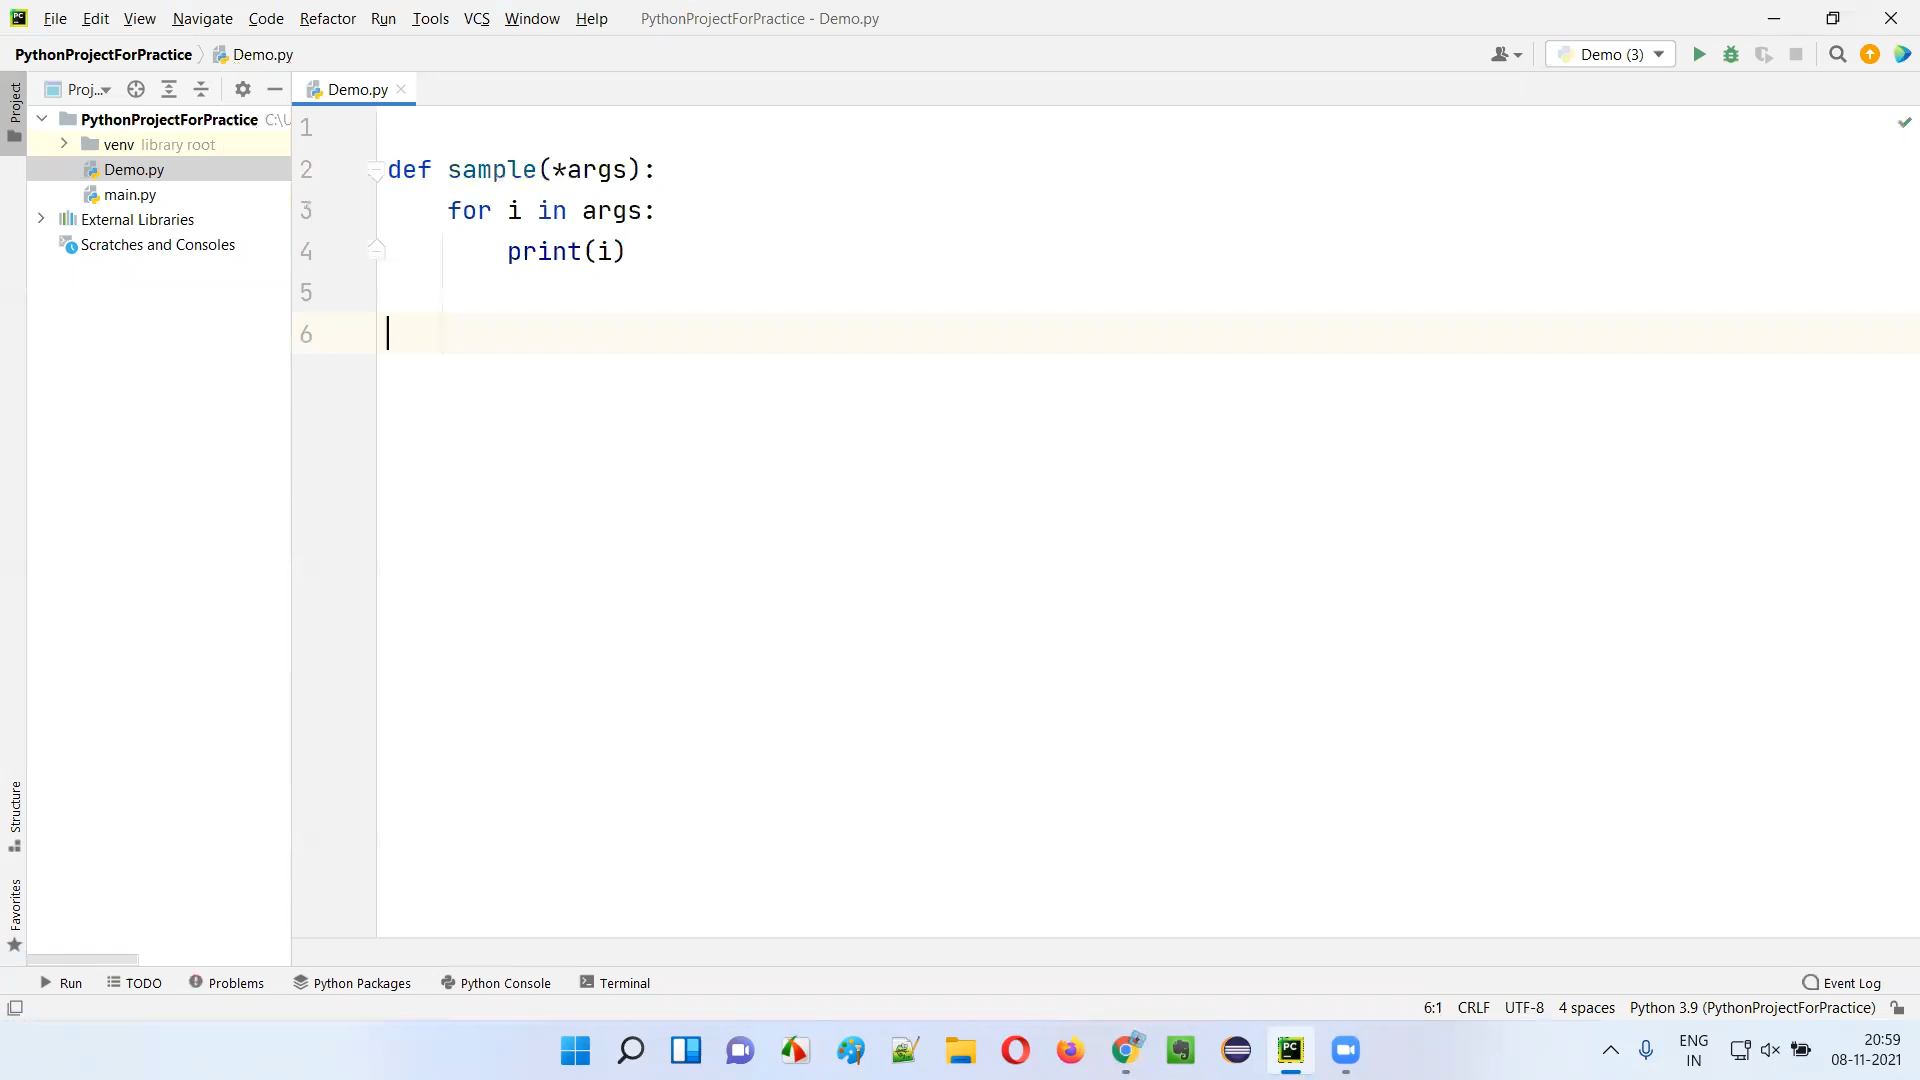 File Edit View Navigate Code Refactor Run Tools VCS Window Help PythonProjectForPractice - Demo.py
PythonProjectForPractice Demo.py Demo (3)
Project Proj... Demo.py
PythonProjectForPractice C:\U
venv library root
Demo.py
main.py
External Libraries
Scratches and Consoles
1
2 def sample(*args):
3 for i in args:
4 print(i)
5
6
Structure
Favorites
Run TODO Problems Python Packages Python Console Terminal Event Log
6:1 CRLF UTF-8 4 spaces Python 3.9 (PythonProjectForPractice)
PC
ENG
IN
20:59
08-11-2021